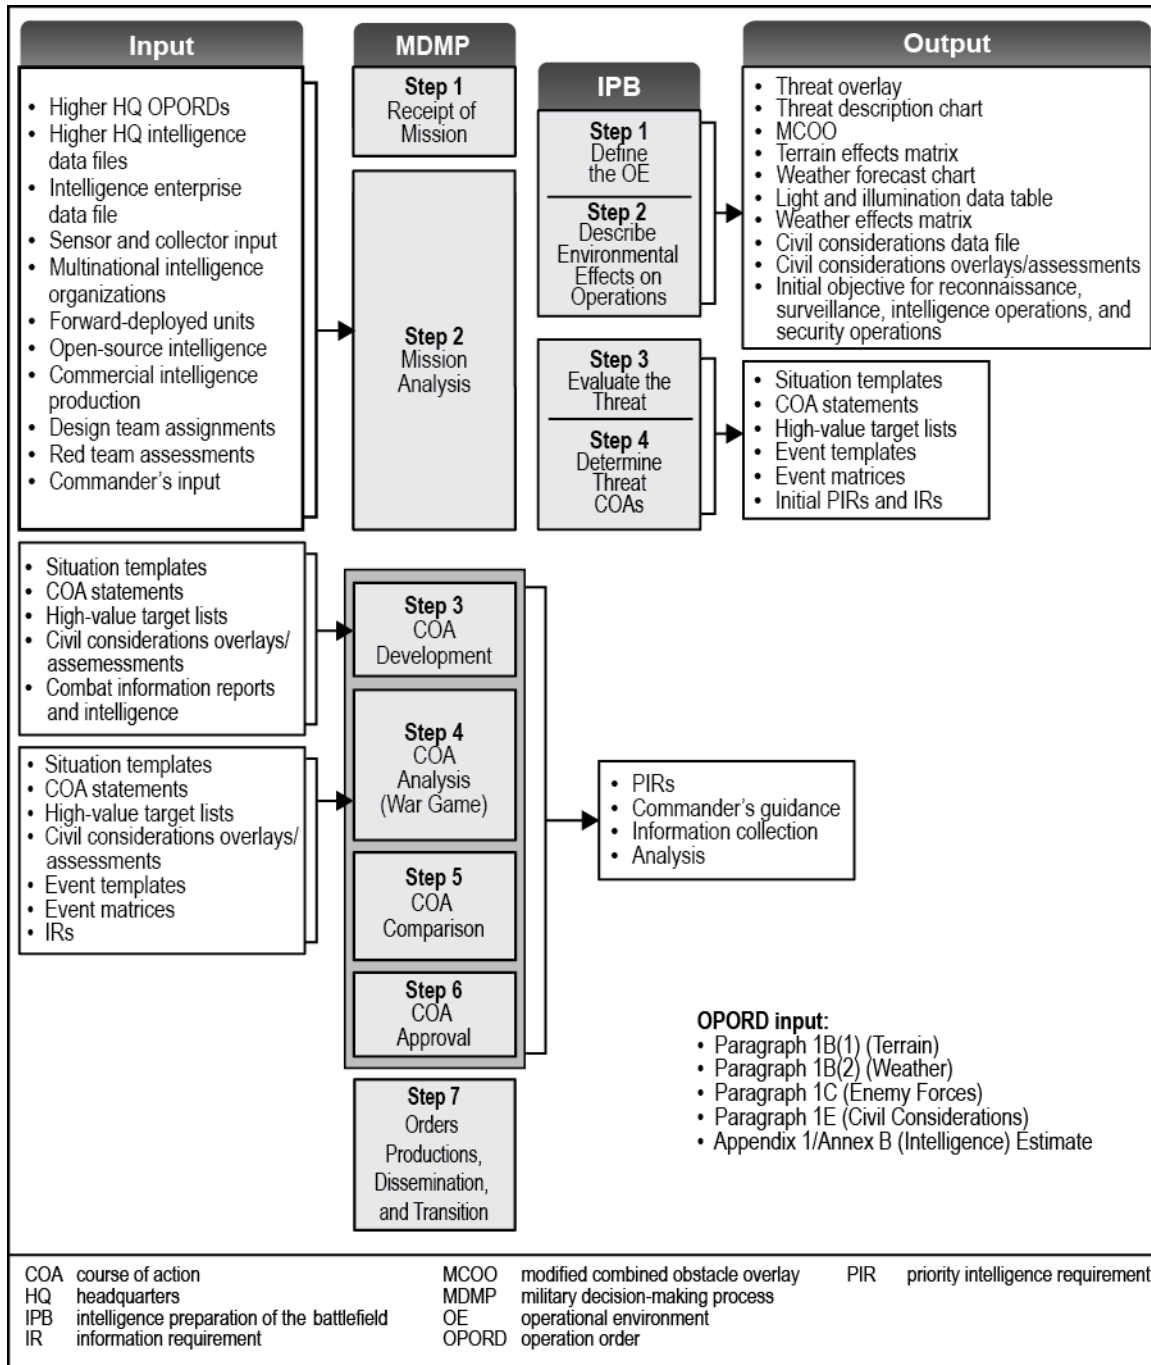 Input
• Higher HQ OPORDs
• Higher HQ intelligence
data files
• Intelligence enterprise
data file
• Sensor and collector input
• Multinational intelligence
organizations
• Forward-deployed units
• Open-source intelligence
• Commercial intelligence
production
• Design team assignments
• Red team assessments
• Commander's input
MDMP
Step 1
Receipt of
Mission
Step 2
Mission
Analysis
IPB
Step 1
Define
the OE
Step 2
Describe
Environmental
Effects on
Operations
Step 3
Evaluate the
Threat
Step 4
Determine
Threat
COAs
Output
• Threat overlay
• Threat description chart
• MCOO
• Terrain effects matrix
• Weather forecast chart
• Light and illumination data table
• Weather effects matrix
• Civil considerations data file
• Civil considerations overlays/assessments
• Initial objective for reconnaissance,
surveillance, intelligence operations, and
security operations
• Situation templates
• COA statements
• High-value target lists
• Event templates
• Event matrices
• Initial PIRs and IRs
• Situation templates
• COA statements
• High-value target lists
• Civil considerations overlays/
assemessments
• Combat information reports
and intelligence
• Situation templates
• COA statements
• High-value target lists
• Civil considerations overlays/
assessments
• Event templates
• Event matrices
• IRs
Step 3
COA
Development
Step 4
COA
Analysis
(War Game)
Step 5
COA
Comparison
Step 6
COA
Approval
Step 7
Orders
Productions,
Dissemination,
and Transition
• PIRs
• Commander's guidance
• Information collection
• Analysis
OPORD input:
• Paragraph 1B(1) (Terrain)
• Paragraph 1B(2) (Weather)
• Paragraph 1C (Enemy Forces)
• Paragraph 1E (Civil Considerations)
• Appendix 1/Annex B (Intelligence) Estimate
COA course of action
HQ headquarters
IPB intelligence preparation of the battlefield
IR information requirement
MCOO modified combined obstacle overlay
MDMP military decision-making process
OE operational environment
OPORD operation order
PIR priority intelligence requirement